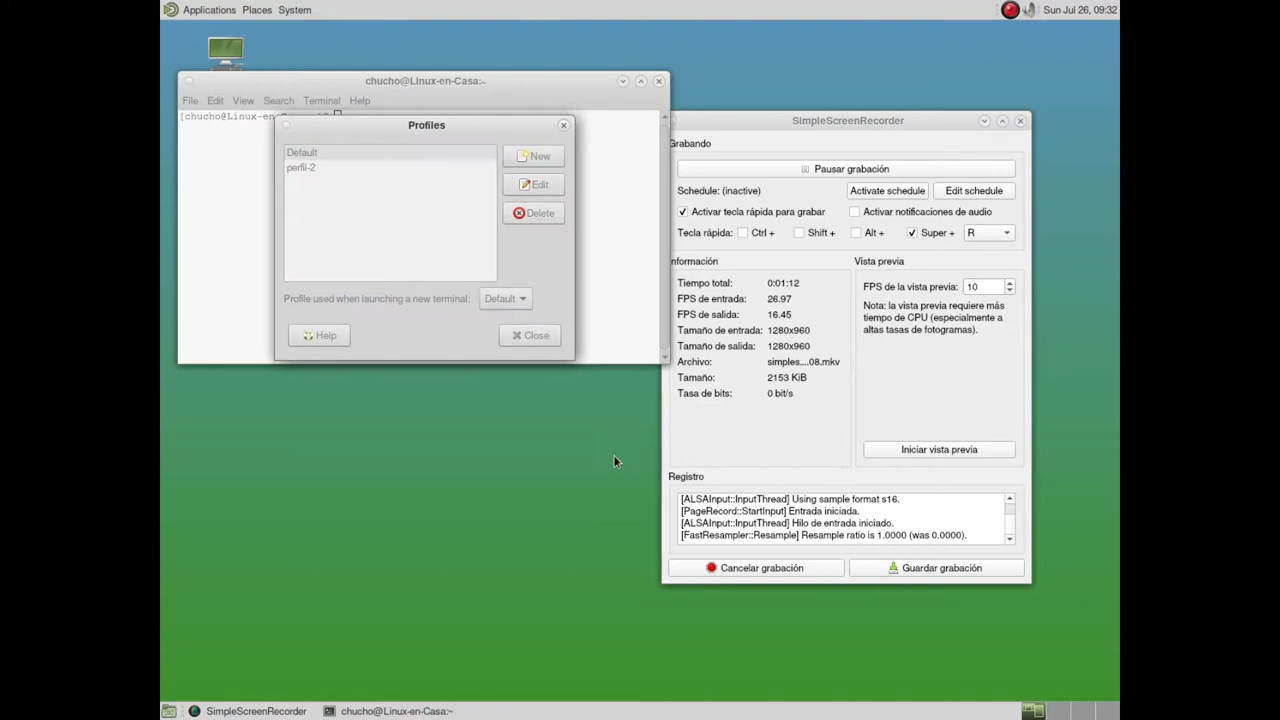 Applications Places System
Sun Jul 26, 09:32
chucho@Linux-en-Casa:~
File Edit View Search Terminal Help
[chucho@Linux-en-
Profiles
Default
perfil-2
New
Edit
Delete
Profile used when launching a new terminal: Default
Help
Close
SimpleScreenRecorder
Grabando
Pausar grabación
Schedule: (inactive) Activate schedule Edit schedule
Activar tecla rápida para grabar Activar notificaciones de audio
Tecla rápida: Ctrl + Shift + Alt + Super + R
nformación
Tiempo total: 0:01:12
FPS de entrada: 26.97
FPS de salida: 16.45
Tamaño de entrada: 1280x960
Tamaño de salida: 1280x960
Archivo: simples....08.mkv
Tamaño: 2153 KiB
Tasa de bits: 0 bit/s
Vista previa
FPS de la vista previa: 10
Nota: la vista previa requiere más
tiempo de CPU (especialmente a
altas tasas de fotogramas).
Iniciar vista previa
Registro
[ALSAInput::InputThread] Using sample format s16.
[PageRecord::StartInput] Entrada iniciada.
[ALSAInput::InputThread] Hilo de entrada iniciado.
[FastResampler::Resample] Resample ratio is 1.0000 (was 0.0000).
Cancelar grabación
Guardar grabación
SimpleScreenRecorder
chucho@Linux-en-Casa:~